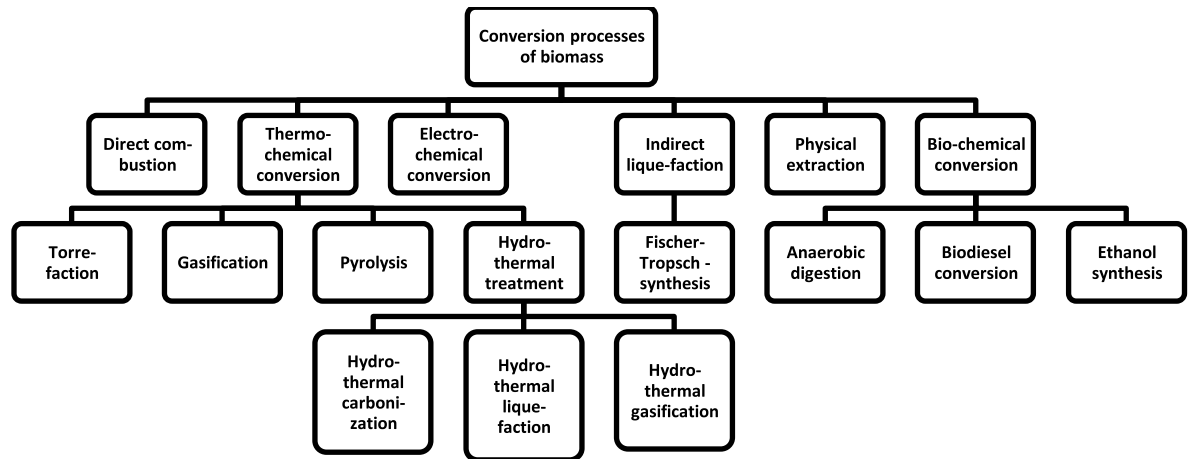 Conversion processes
of biomass
Direct com-
bustion
Thermo-
chemical
conversion
Electro-
chemical
conversion
Indirect
lique-faction
Physical
extraction
Bio-chemical
conversion
Torre-
faction
Gasification
Pyrolysis
Hydro-
thermal
treatment
Fischer-
Tropsch -
synthesis
Anaerobic
digestion
Biodiesel
conversion
Ethanol
synthesis
Hydro-
thermal
carboni-
zation
Hydro-
thermal
lique-
faction
Hydro-
thermal
gasification